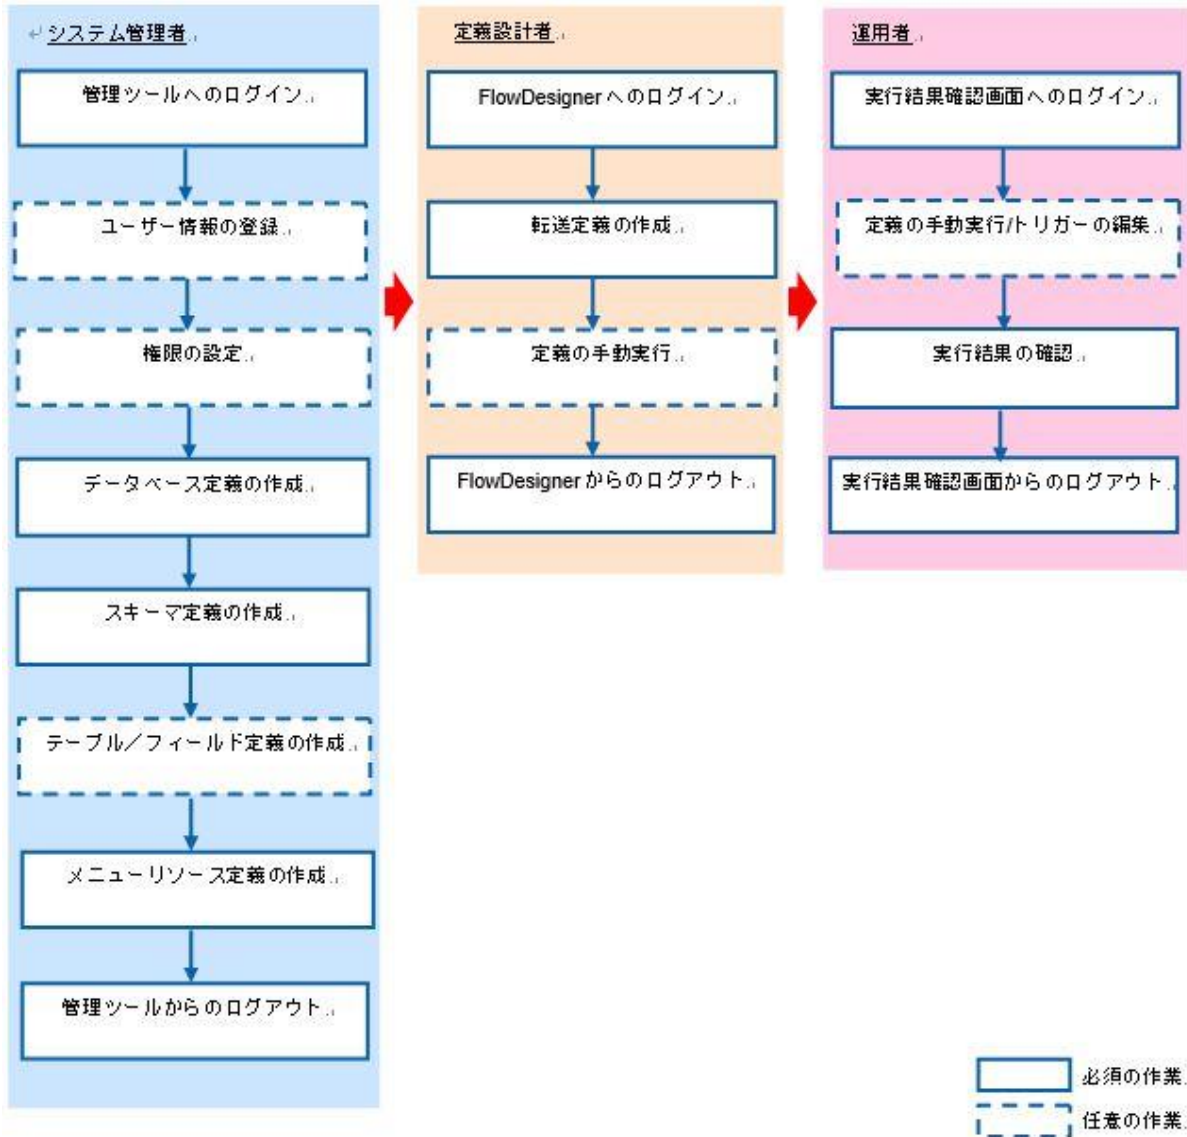 システム管理者
管理ツールへのログイン
ユーザー情報の登録
権限の設定
データベース定義の作成
スキーマ定義の作成
テーブル／フィールド定義の作成
メニューリソース定義の作成
管理ツールからのログアウト
定義設計者
FlowDesignerへのログイン
転送定義の作成
定義の手動実行
FlowDesignerからのログアウト
運用者
実行結果確認画面へのログイン
定義の手動実行/トリガーの編集
実行結果の確認
実行結果確認画面からのログアウト
必須の作業
任意の作業